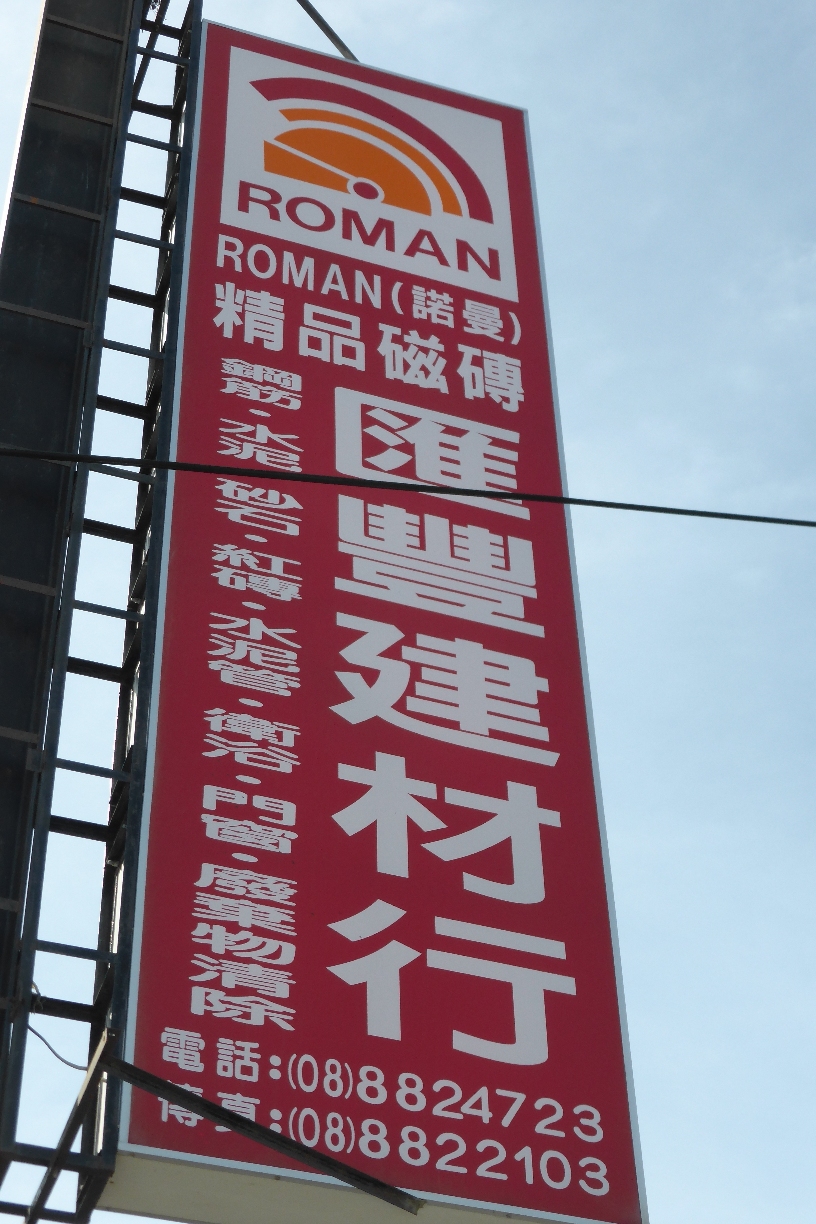 ROMAN
ROMAN(諾曼)
精品磁磚
匯豐建材行
鋼筋·水泥·砂石·紅磚·水泥管·衛浴·門窗·廢棄物清除
電話:(08)8824723
傳真:(08)8822103